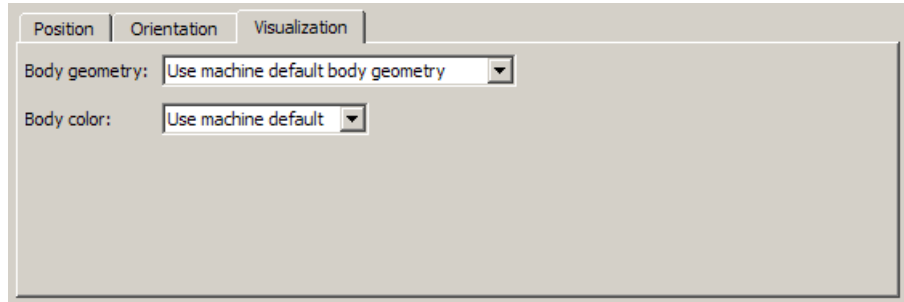 Position Orientation Visualization
Body geometry: Use machine default body geometry
Body color: Use machine default